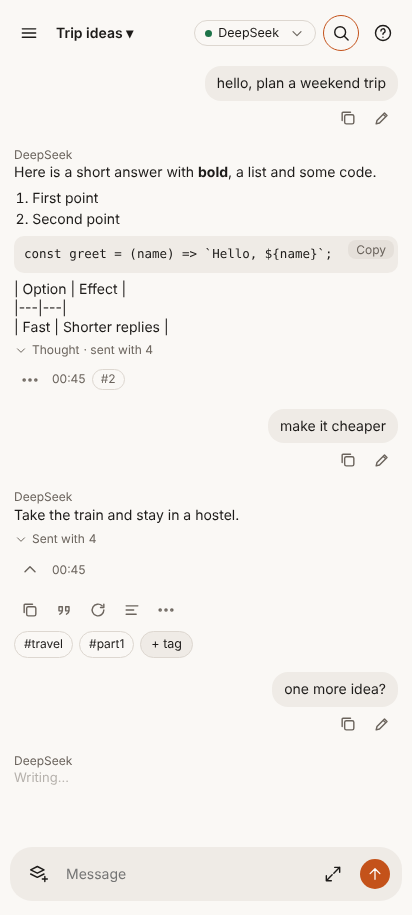 Trip ideas ▾
DeepSeek
hello, plan a weekend trip
DeepSeek
Here is a short answer with bold, a list and some code.
1. First point
2. Second point
const greet = (name) => `Hello, ${name}`;
Copy
| Option | Effect |
|---|---|
| Fast | Shorter replies |
Thought · sent with 4
00:45 #2
make it cheaper
DeepSeek
Take the train and stay in a hostel.
Sent with 4
00:45
#travel #part1 + tag
one more idea?
DeepSeek
Writing...
Message